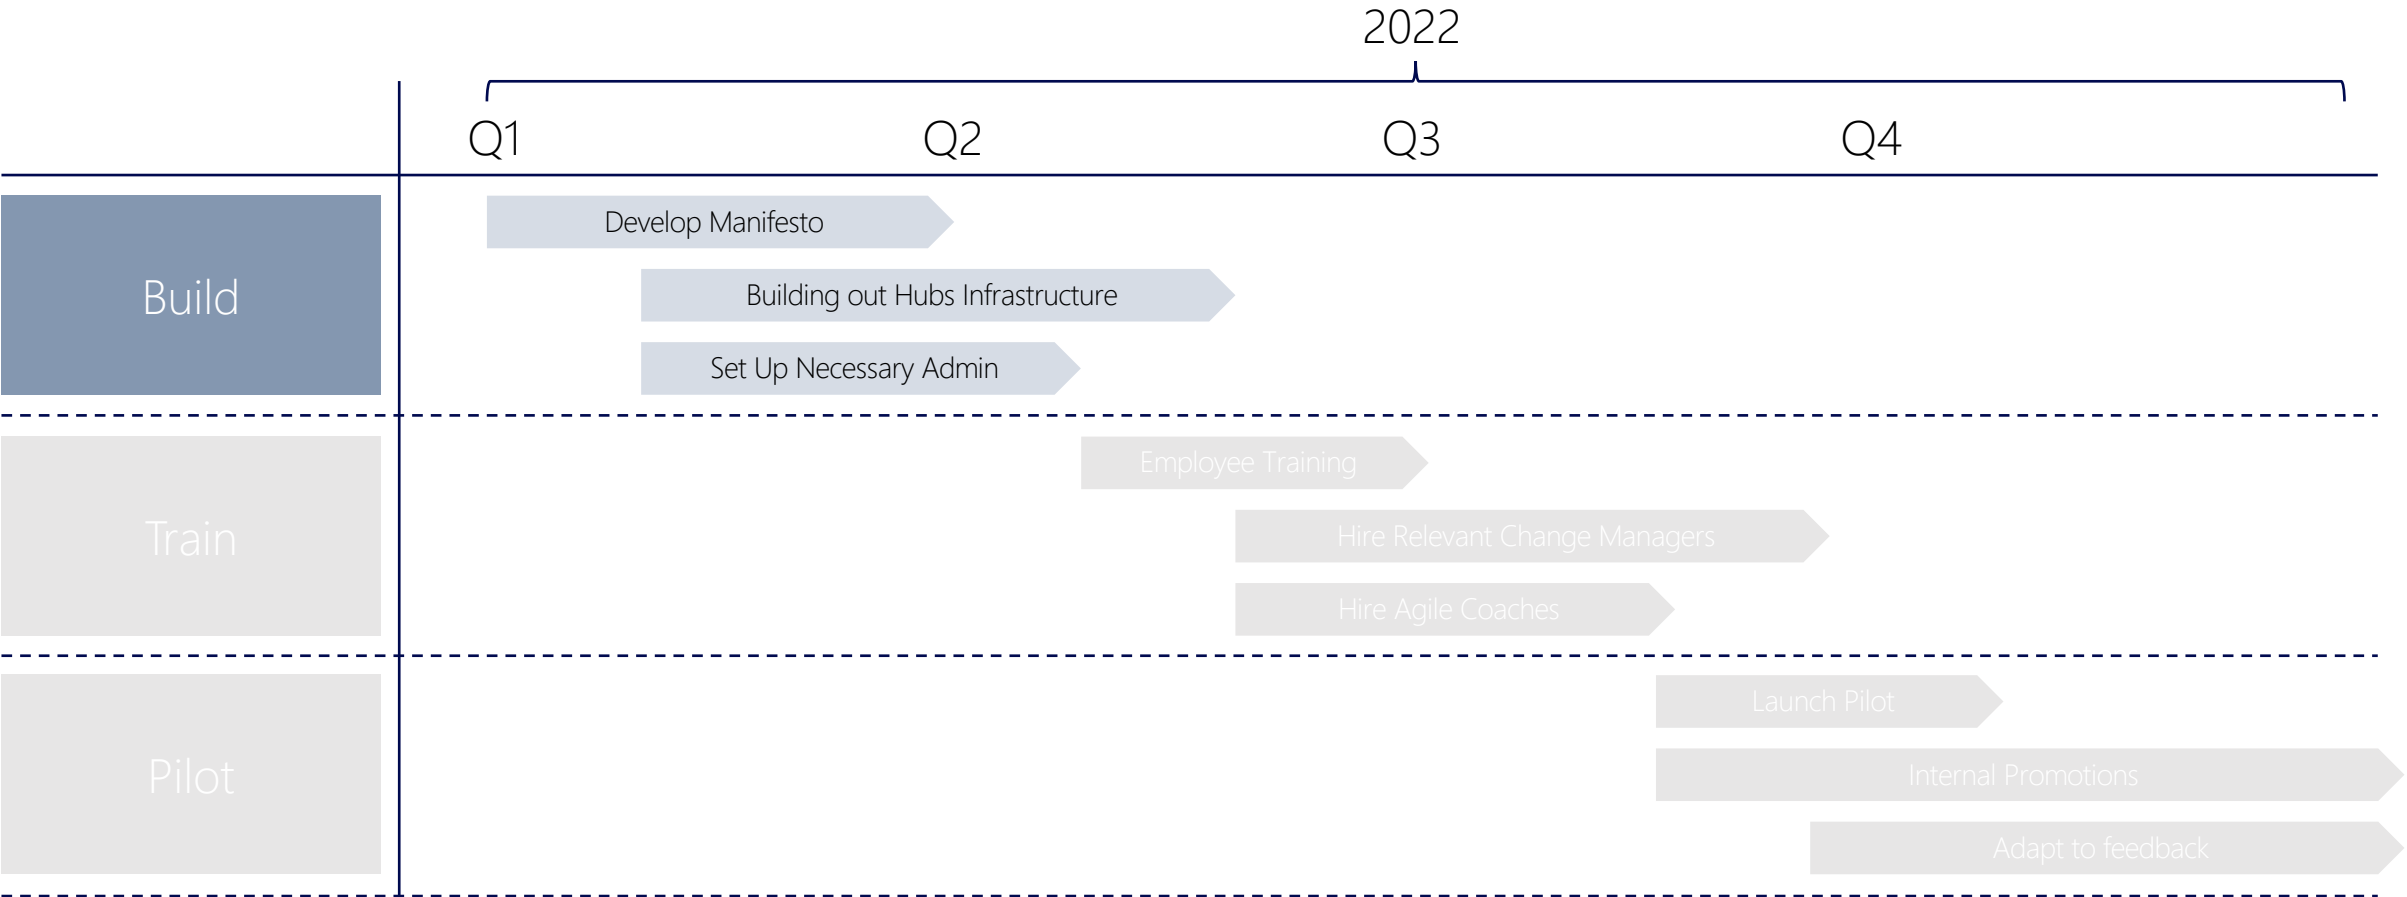 2022
Q1 Q2 Q3 Q4
Build
Develop Manifesto
Building out Hubs Infrastructure
Set Up Necessary Admin
Train
Employee Training
Hire Relevant Change Managers
Hire Agile Coaches
Pilot
Launch Pilot
Internal Promotions
Adapt to feedback